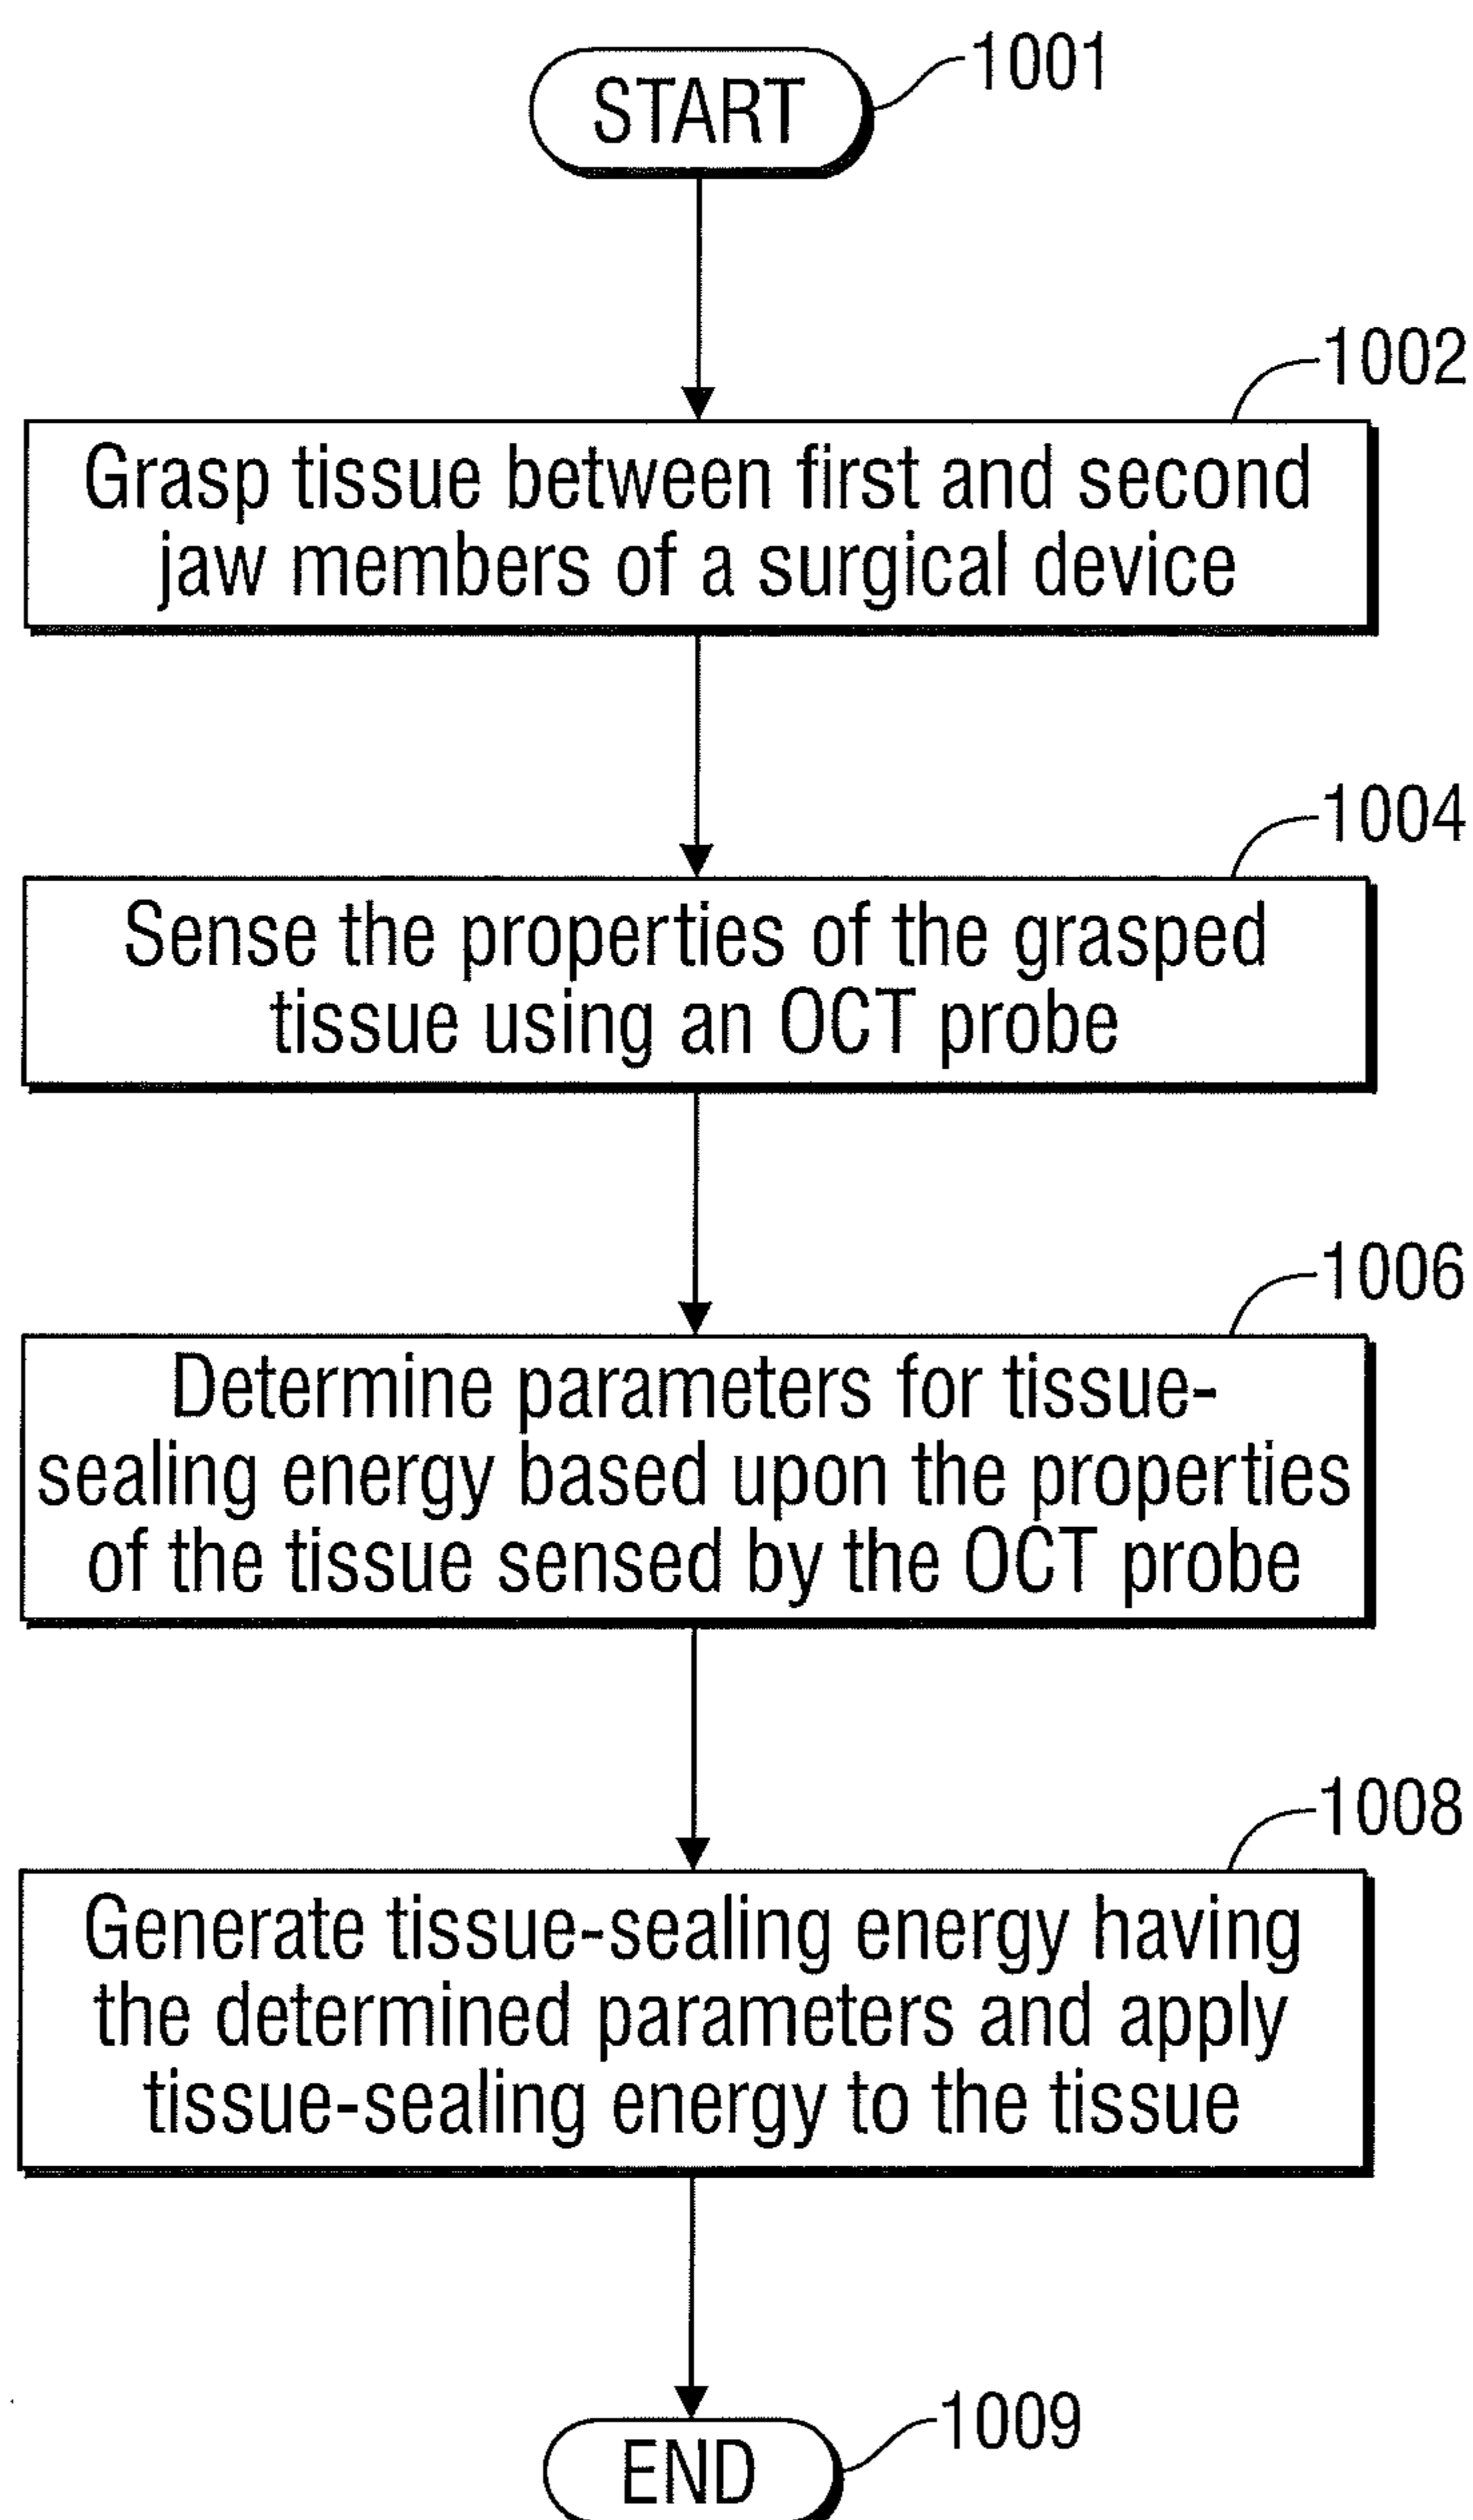 START
1001
1002
Grasp tissue between first and second
jaw members of a surgical device
1004
Sense the properties of the grasped
tissue using an OCT probe
1006
Determine parameters for tissue-
sealing energy based upon the properties
of the tissue sensed by the OCT probe
1008
Generate tissue-sealing energy having
the determined parameters and apply
tissue-sealing energy to the tissue
1009
END